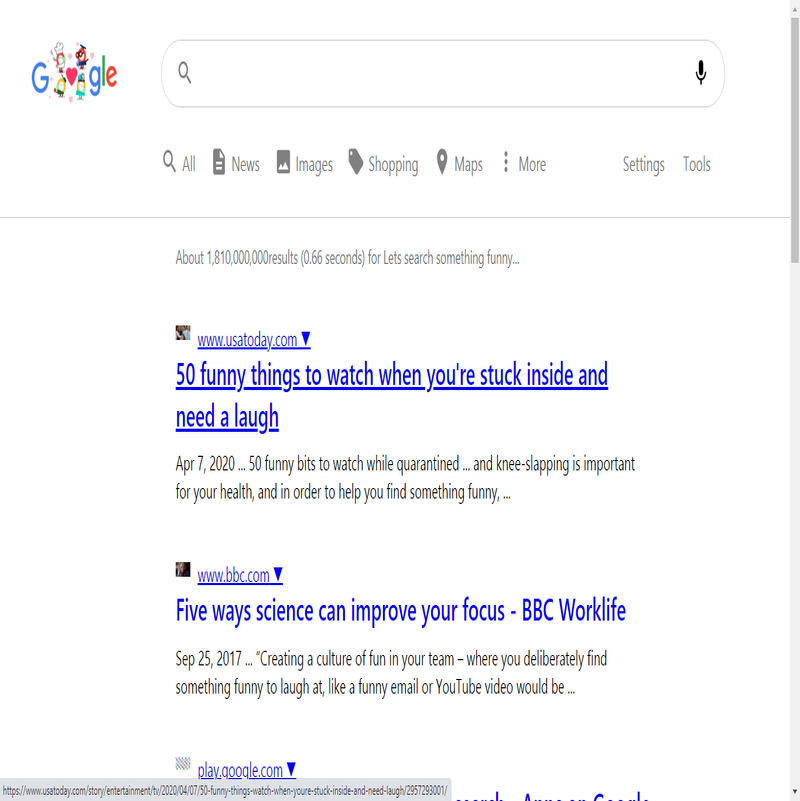 Google
All News Images Shopping Maps More Settings Tools
About 1,810,000,000results (0.66 seconds) for Lets search something funny...
www.usatoday.com ▼
50 funny things to watch when you're stuck inside and
need a laugh
Apr 7, 2020 ... 50 funny bits to watch while quarantined ... and knee-slapping is important
for your health, and in order to help you find something funny, ...
www.bbc.com ▼
Five ways science can improve your focus - BBC Worklife
Sep 25, 2017 ... “Creating a culture of fun in your team – where you deliberately find
something funny to laugh at, like a funny email or YouTube video would be ...
play.google.com ▼
search - Apps on Google
https://www.usatoday.com/story/entertainment/tv/2020/04/07/50-funny-things-watch-when-youre-stuck-inside-and-need-laugh/2957293001/